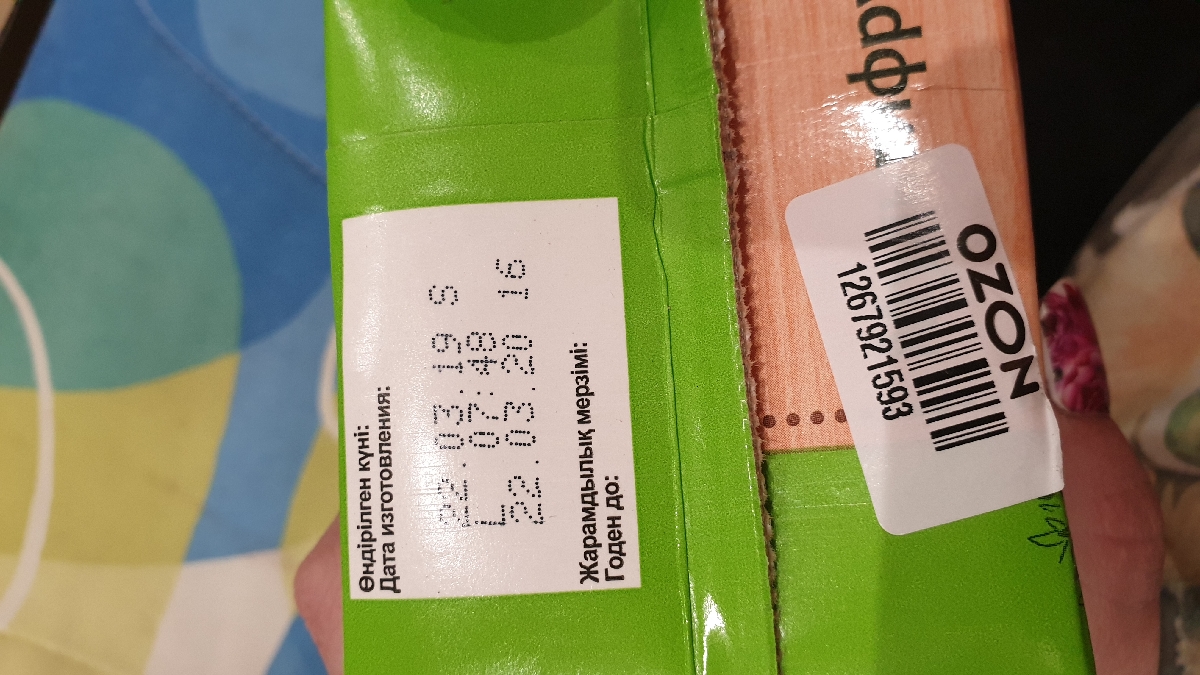 Өндірілген күні:
Дата изготовления:
22.03.19 S
L 07:48
22.03.20 16
Жарамдылық мерзімі:
Годен до:
OZON
1267921593